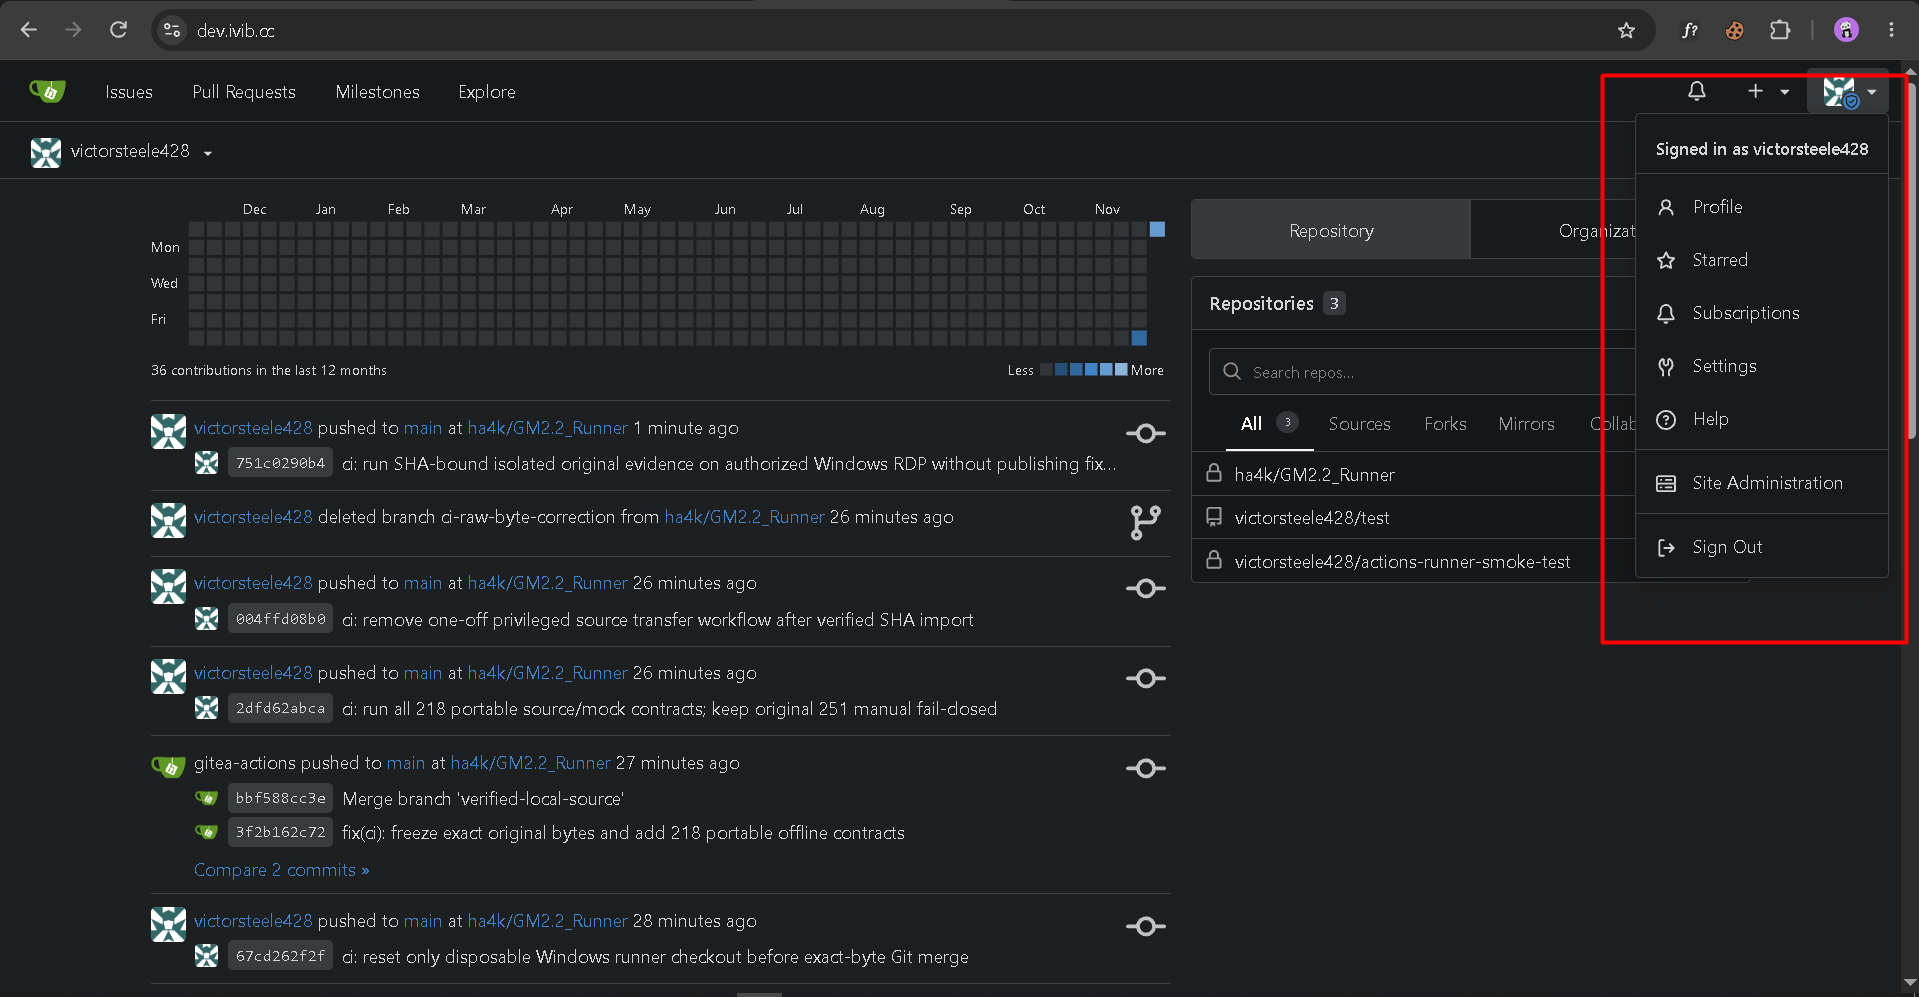 dev.ivib.cc
f?
Issues
Pull Requests
Milestones
Explore
victorsteele428
Signed in as victorsteele428
Profile
Starred
Subscriptions
Settings
Help
Site Administration
Sign Out
Dec Jan Feb Mar Apr May Jun Jul Aug Sep Oct Nov
Mon
Wed
Fri
36 contributions in the last 12 months
Less More
victorsteele428 pushed to main at ha4k/GM2.2_Runner 1 minute ago
751c0290b4 ci: run SHA-bound isolated original evidence on authorized Windows RDP without publishing fix...
victorsteele428 deleted branch ci-raw-byte-correction from ha4k/GM2.2_Runner 26 minutes ago
victorsteele428 pushed to main at ha4k/GM2.2_Runner 26 minutes ago
004ffd08b0 ci: remove one-off privileged source transfer workflow after verified SHA import
victorsteele428 pushed to main at ha4k/GM2.2_Runner 26 minutes ago
2dfd62abca ci: run all 218 portable source/mock contracts; keep original 251 manual fail-closed
gitea-actions pushed to main at ha4k/GM2.2_Runner 27 minutes ago
bbf588cc3e Merge branch 'verified-local-source'
3f2b162c72 fix(ci): freeze exact original bytes and add 218 portable offline contracts
Compare 2 commits »
victorsteele428 pushed to main at ha4k/GM2.2_Runner 28 minutes ago
67cd262f2f ci: reset only disposable Windows runner checkout before exact-byte Git merge
Repository
Organizat
Repositories 3
Search repos...
All 3 Sources Forks Mirrors Collab
ha4k/GM2.2_Runner
victorsteele428/test
victorsteele428/actions-runner-smoke-test